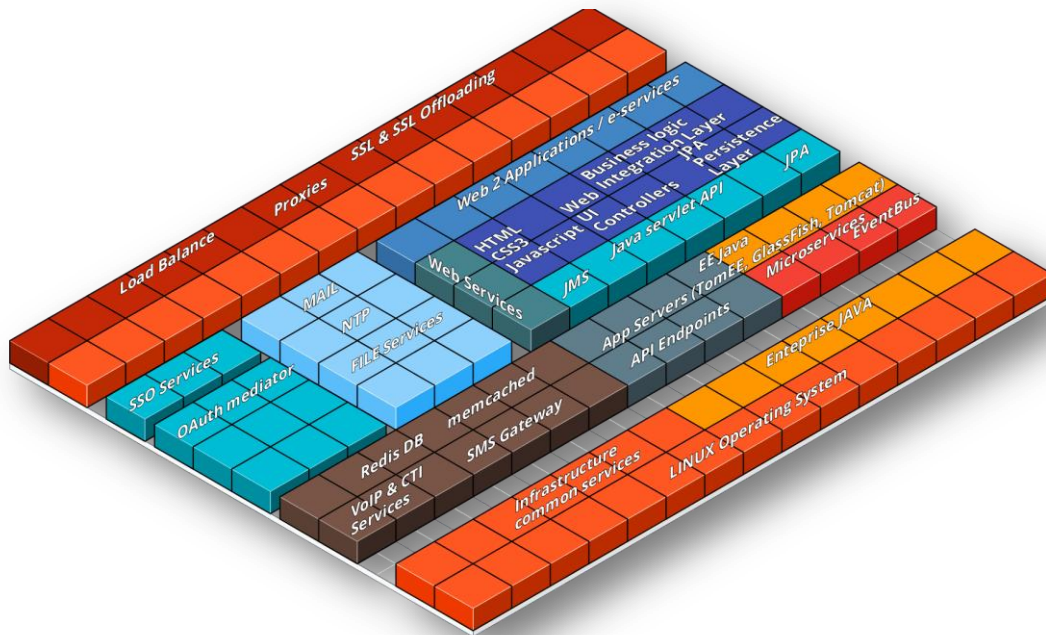 SSL & SSL Offloading
Proxies
Load Balance
Web 2 Applications / e-services
Business logic
Web Integration Layer
JPA
Persistence
Layer
HTML
CSS3
Javascript UI
Controllers
Java servlet API
JPA
JMS
Web Services
MAIL
NTP
FILE Services
SSO Services
OAuth mediator
EE Java
App Servers (TomEE, GlassFish, Tomcat)
API Endpoints
Microservices
EventBus
memcached
Redis DB
SMS Gateway
VoIP & CTI
Services
Enteprise JAVA
LINUX Operating System
Infrastructure
common services